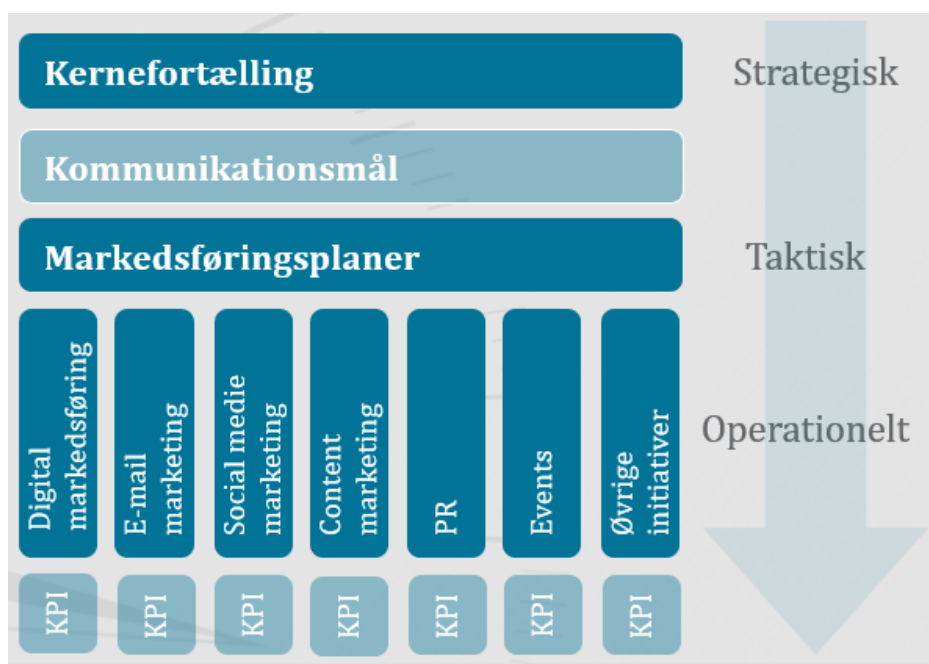 Kernefortælling
Strategisk
Kommunikationsmål
Markedsføringsplaner
Taktisk
Digital
markedsføring
E-mail
marketing
Social medie
marketing
Content
marketing
PR
Events
Øvrige
initiativer
Operationelt
KPI
KPI
KPI
KPI
KPI
KPI
KPI